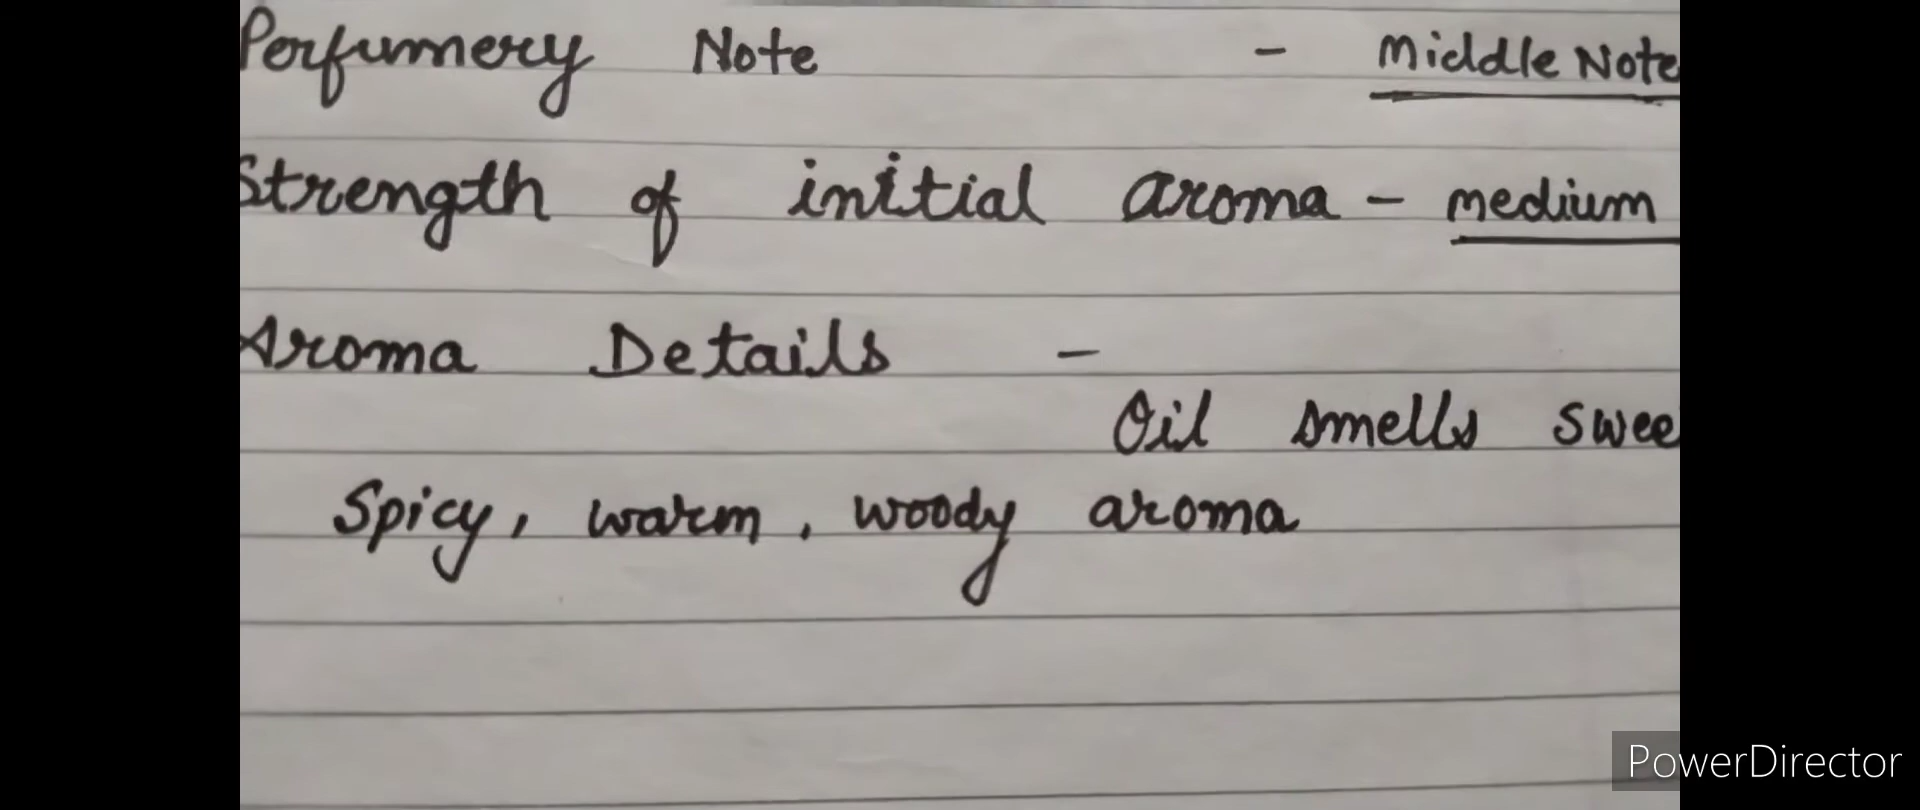 Perfumery Note - Middle Note
Strength of initial aroma - medium
Aroma Details -
Oil smells swee
Spicy, warm, woody aroma
PowerDirector